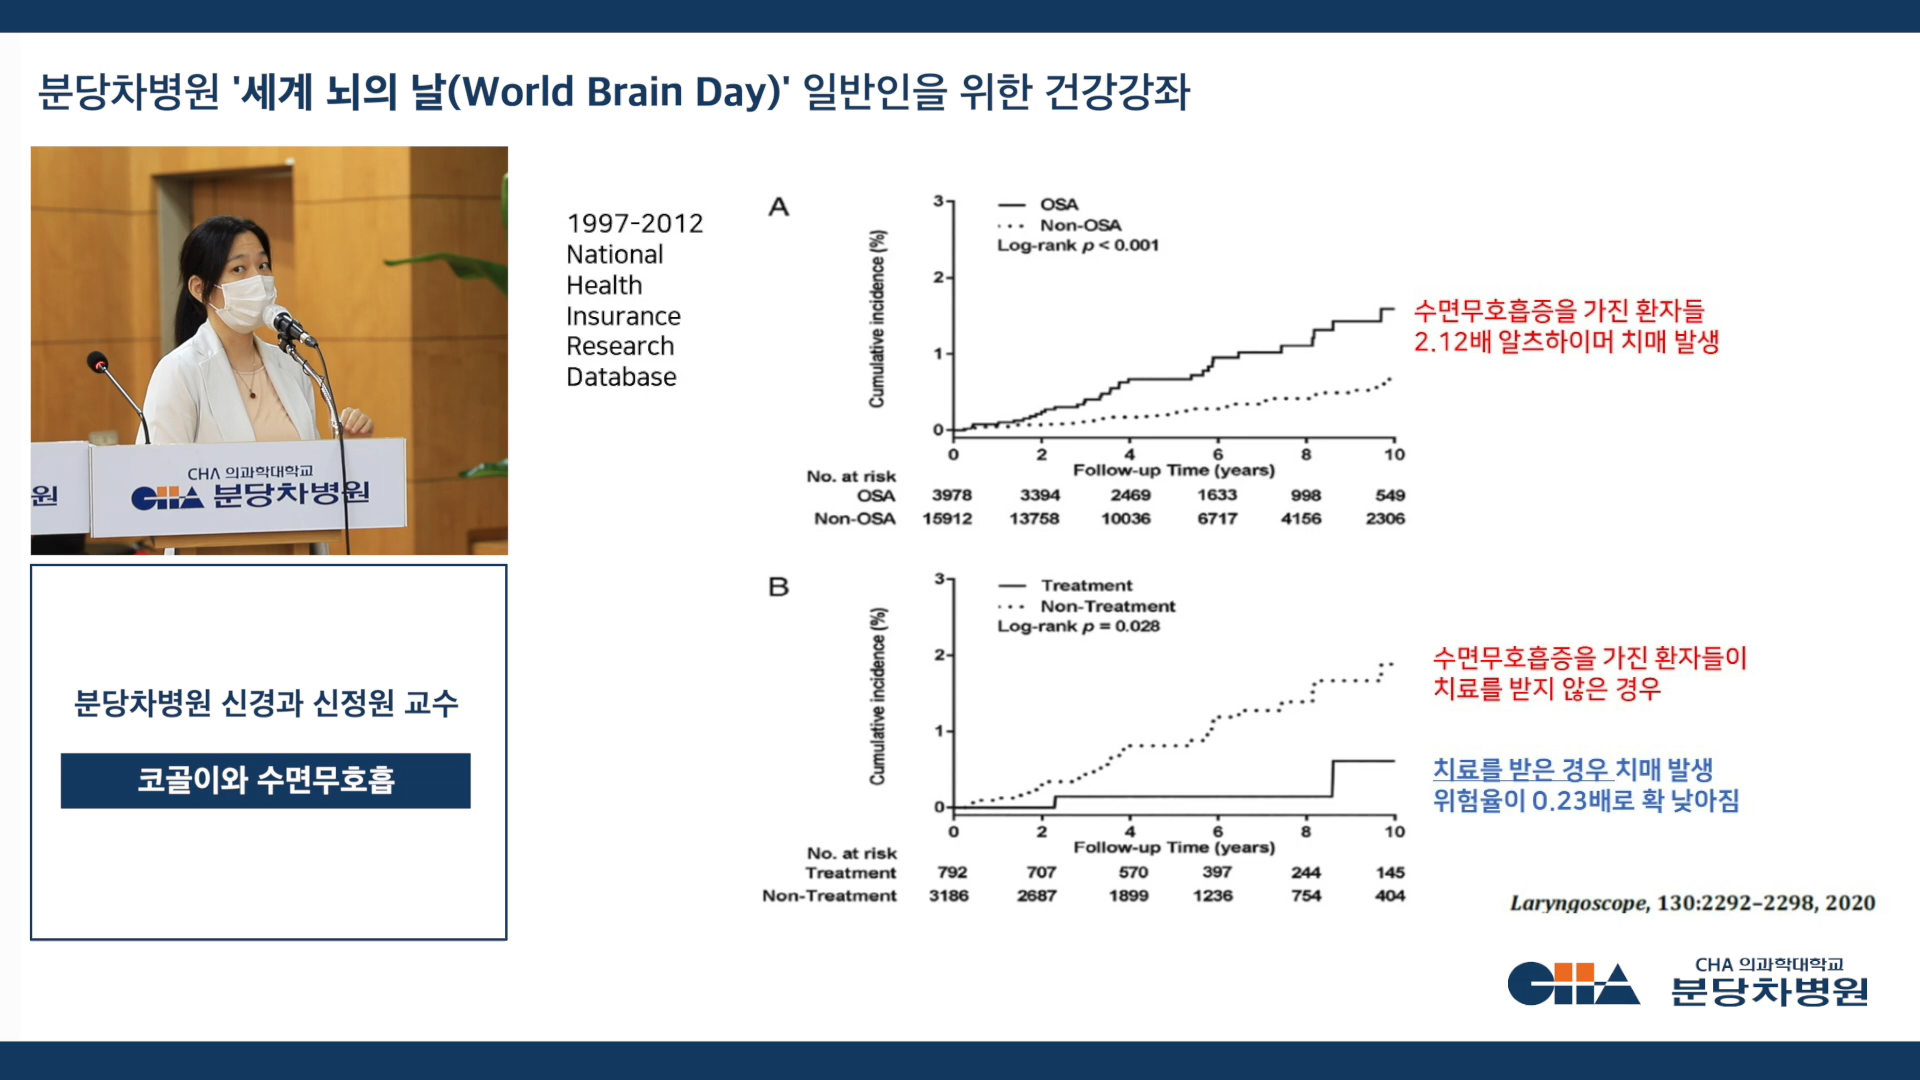 분당차병원 '세계 뇌의 날(World Brain Day)' 일반인을 위한 건강강좌
원
CHA 의과학대학교
CHA 분당차병원
분당차병원 신경과 신정원 교수
코골이와 수면무호흡
1997-2012
National
Health
Insurance
Research
Database
A
Cumulative incidence (%)
3
2
1
0
OSA
Non-OSA
Log-rank p < 0.001
0 2 4 6 8 10
Follow-up Time (years)
No. at risk
OSA 3978 3394 2469 1633 998 549
Non-OSA 15912 13758 10036 6717 4156 2306
수면무호흡증을 가진 환자들
2.12배 알츠하이머 치매 발생
B
Cumulative incidence (%)
3
2
1
0
Treatment
Non-Treatment
Log-rank p = 0.028
0 2 4 6 8 10
Follow-up Time (years)
No. at risk
Treatment 792 707 570 397 244 145
Non-Treatment 3186 2687 1899 1236 754 404
수면무호흡증을 가진 환자들이
치료를 받지 않은 경우
치료를 받은 경우 치매 발생
위험율이 0.23배로 확 낮아짐
Laryngoscope, 130:2292–2298, 2020
CHA
CHA 의과학대학교
분당차병원